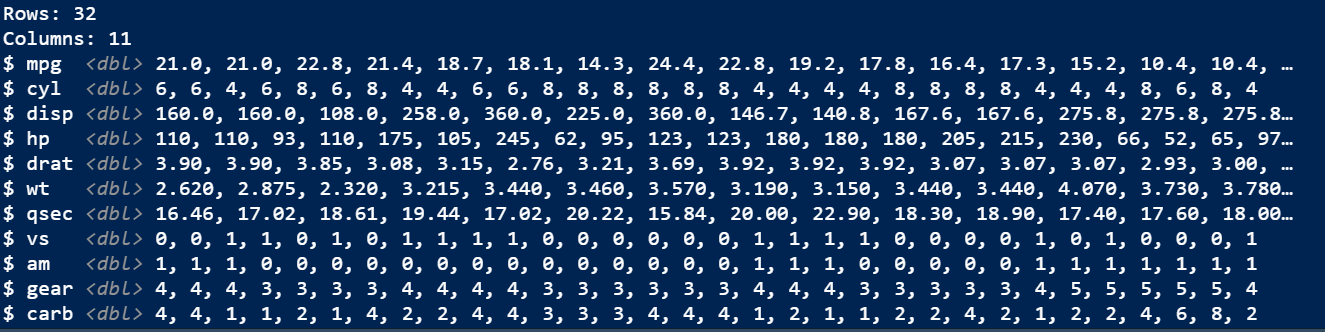 Rows: 32
Columns: 11
$ mpg  <dbl> 21.0, 21.0, 22.8, 21.4, 18.7, 18.1, 14.3, 24.4, 22.8, 19.2, 17.8, 16.4, 17.3, 15.2, 10.4, 10.4, …
$ cyl  <dbl> 6, 6, 4, 6, 8, 6, 8, 4, 4, 6, 6, 8, 8, 8, 8, 8, 8, 4, 4, 4, 4, 8, 8, 8, 8, 4, 4, 4, 8, 6, 8, 4
$ disp <dbl> 160.0, 160.0, 108.0, 258.0, 360.0, 225.0, 360.0, 146.7, 140.8, 167.6, 167.6, 275.8, 275.8, 275.8…
$ hp   <dbl> 110, 110, 93, 110, 175, 105, 245, 62, 95, 123, 123, 180, 180, 180, 205, 215, 230, 66, 52, 65, 97…
$ drat <dbl> 3.90, 3.90, 3.85, 3.08, 3.15, 2.76, 3.21, 3.69, 3.92, 3.92, 3.92, 3.07, 3.07, 3.07, 2.93, 3.00, …
$ wt   <dbl> 2.620, 2.875, 2.320, 3.215, 3.440, 3.460, 3.570, 3.190, 3.150, 3.440, 3.440, 4.070, 3.730, 3.780…
$ qsec <dbl> 16.46, 17.02, 18.61, 19.44, 17.02, 20.22, 15.84, 20.00, 22.90, 18.30, 18.90, 17.40, 17.60, 18.00…
$ vs   <dbl> 0, 0, 1, 1, 0, 1, 0, 1, 1, 1, 1, 0, 0, 0, 0, 0, 0, 1, 1, 1, 1, 0, 0, 0, 0, 1, 0, 1, 0, 0, 0, 1
$ am   <dbl> 1, 1, 1, 0, 0, 0, 0, 0, 0, 0, 0, 0, 0, 0, 0, 0, 0, 1, 1, 1, 0, 0, 0, 0, 0, 1, 1, 1, 1, 1, 1, 1
$ gear <dbl> 4, 4, 4, 3, 3, 3, 3, 4, 4, 4, 4, 3, 3, 3, 3, 3, 3, 4, 4, 4, 3, 3, 3, 3, 3, 4, 5, 5, 5, 5, 5, 4
$ carb <dbl> 4, 4, 1, 1, 2, 1, 4, 2, 2, 4, 4, 3, 3, 3, 4, 4, 4, 1, 2, 1, 1, 2, 2, 4, 2, 1, 2, 2, 4, 6, 8, 2